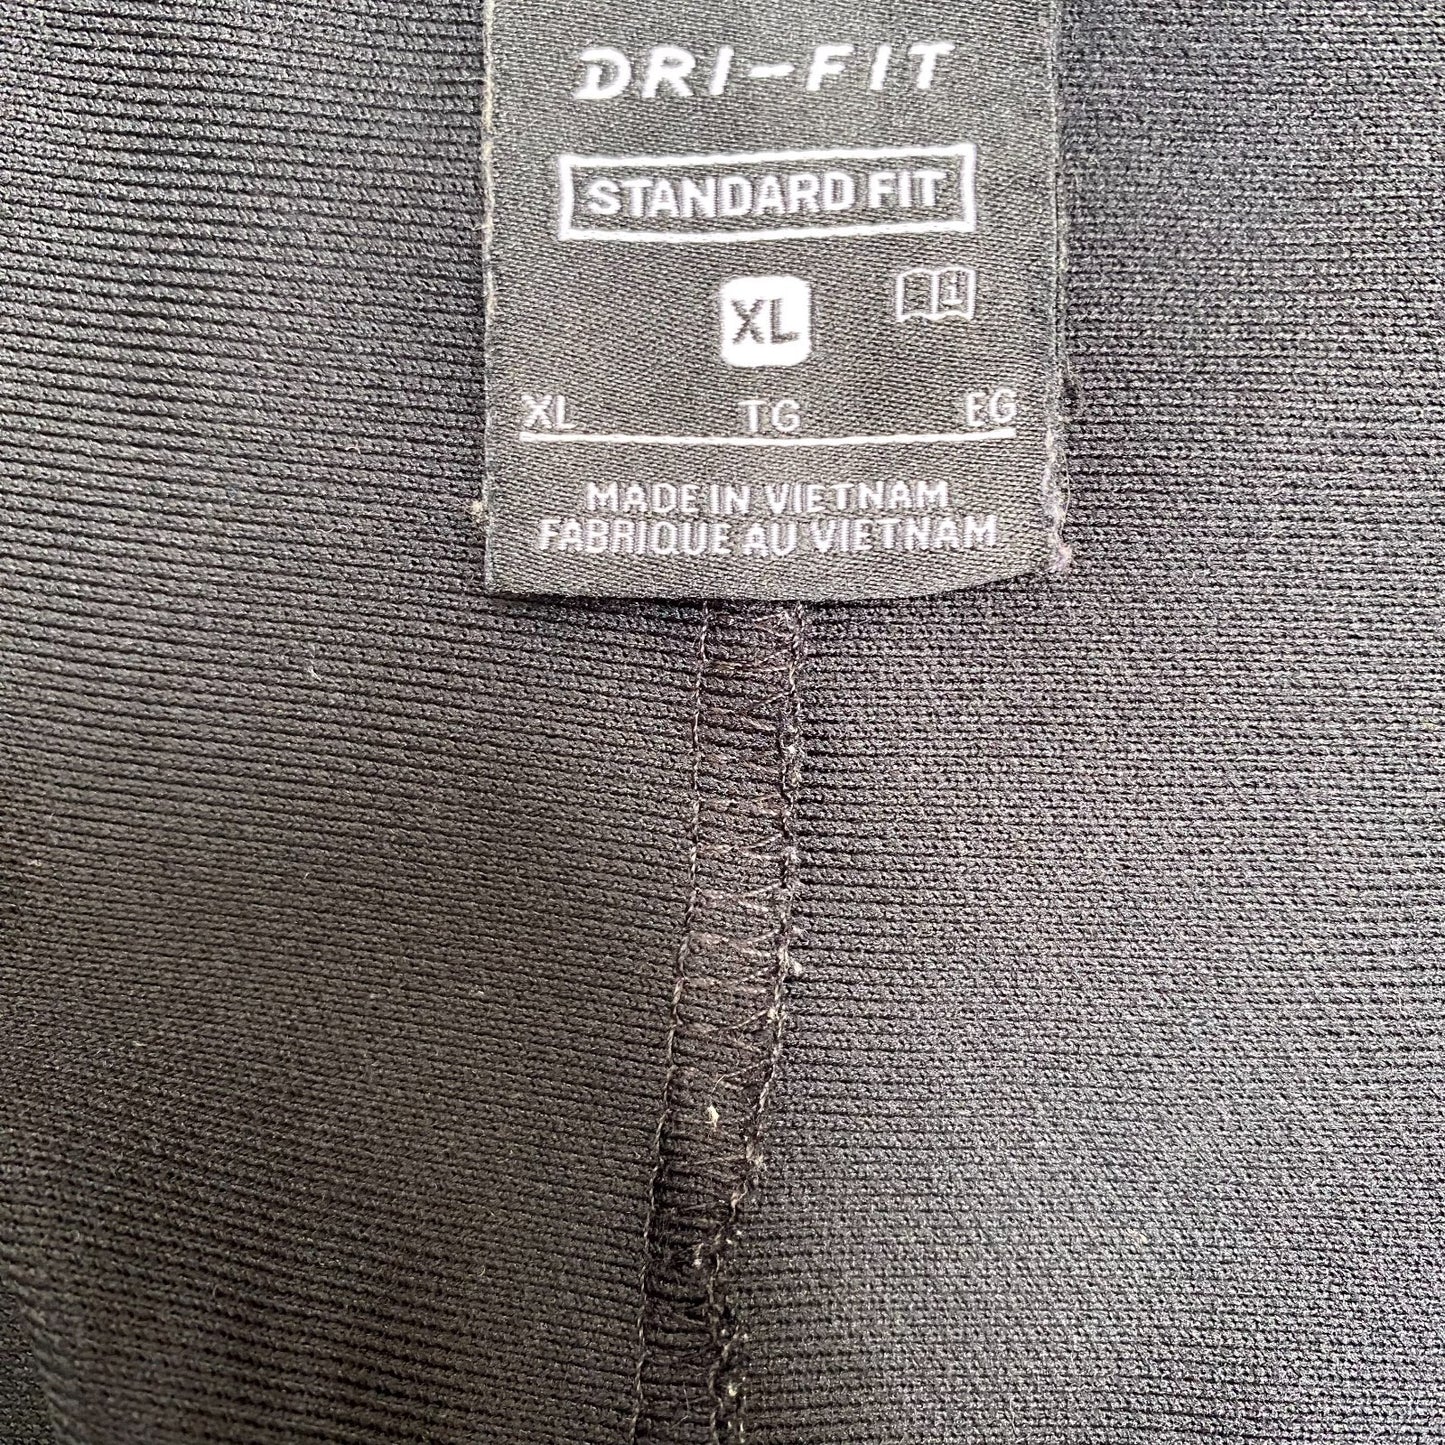 DRI-FIT
STANDARD FIT
XL
XL TG EG
MADE IN VIETNAM
FABRIQUE AU VIETNAM